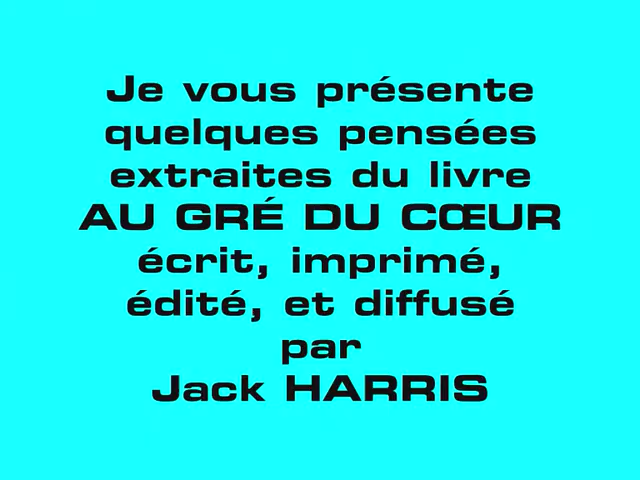 Je vous présente
quelques pensées
extraites du livre
AU GRÉ DU CŒUR
écrit, imprimé,
édité, et diffusé
par
Jack HARRIS